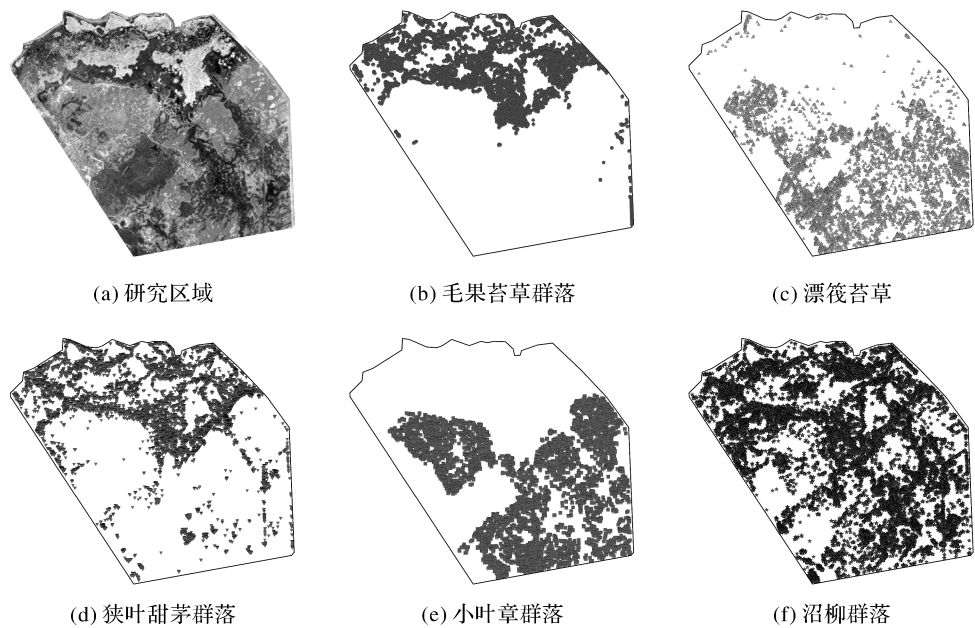 (a) 研究区域
(b) 毛果苔草群落
(c) 漂筏苔草
(d) 狭叶甜茅群落
(e) 小叶章群落
(f) 沼柳群落